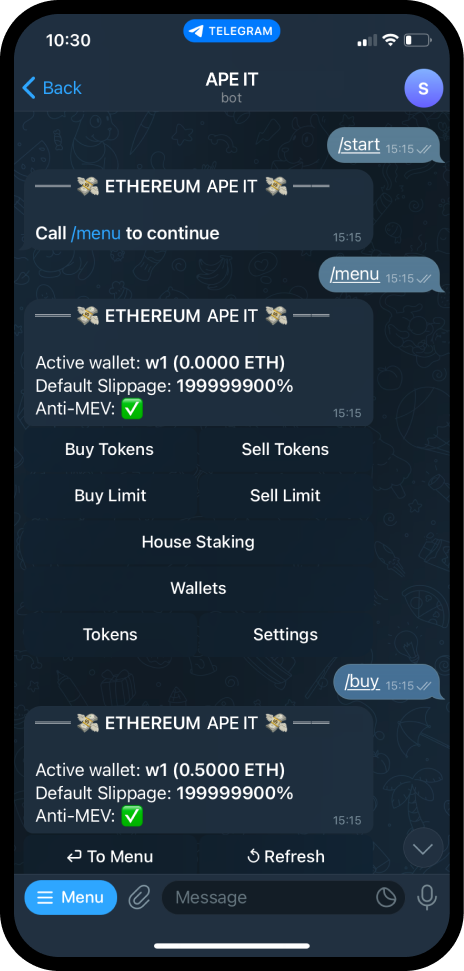 10:30
TELEGRAM
Back
APE IT
bot
S
/start 15:15
ETHEREUM APE IT
Call /menu to continue
15:15
/menu 15:15
ETHEREUM APE IT
Active wallet: w1 (0.0000 ETH)
Default Slippage: 199999900%
Anti-MEV: ✅
15:15
Buy Tokens Sell Tokens
Buy Limit Sell Limit
House Staking
Wallets
Tokens Settings
/buy 15:15
ETHEREUM APE IT
Active wallet: w1 (0.5000 ETH)
Default Slippage: 199999900%
Anti-MEV: ✅
15:15
To Menu Refresh
Menu Message